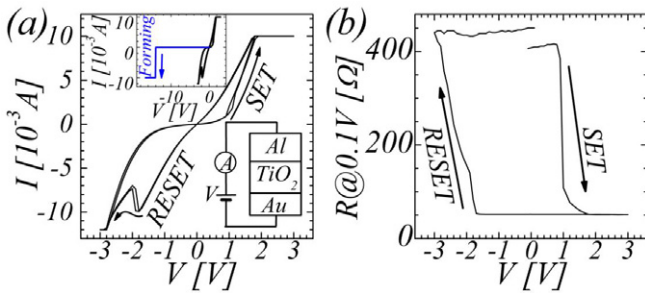 (a)
I [10⁻³ A]
10
5
0
-5
-10
-3 -2 -1 0 1 2 3
V [V]
SET
RESET
I [10⁻³ A]
10
0
-10
Forming
-10 0
V [V]
A
V
Al
TiO₂
Au
(b)
R@0.1V [Ω]
400
200
0
-3 -2 -1 0 1 2 3
V [V]
RESET
SET